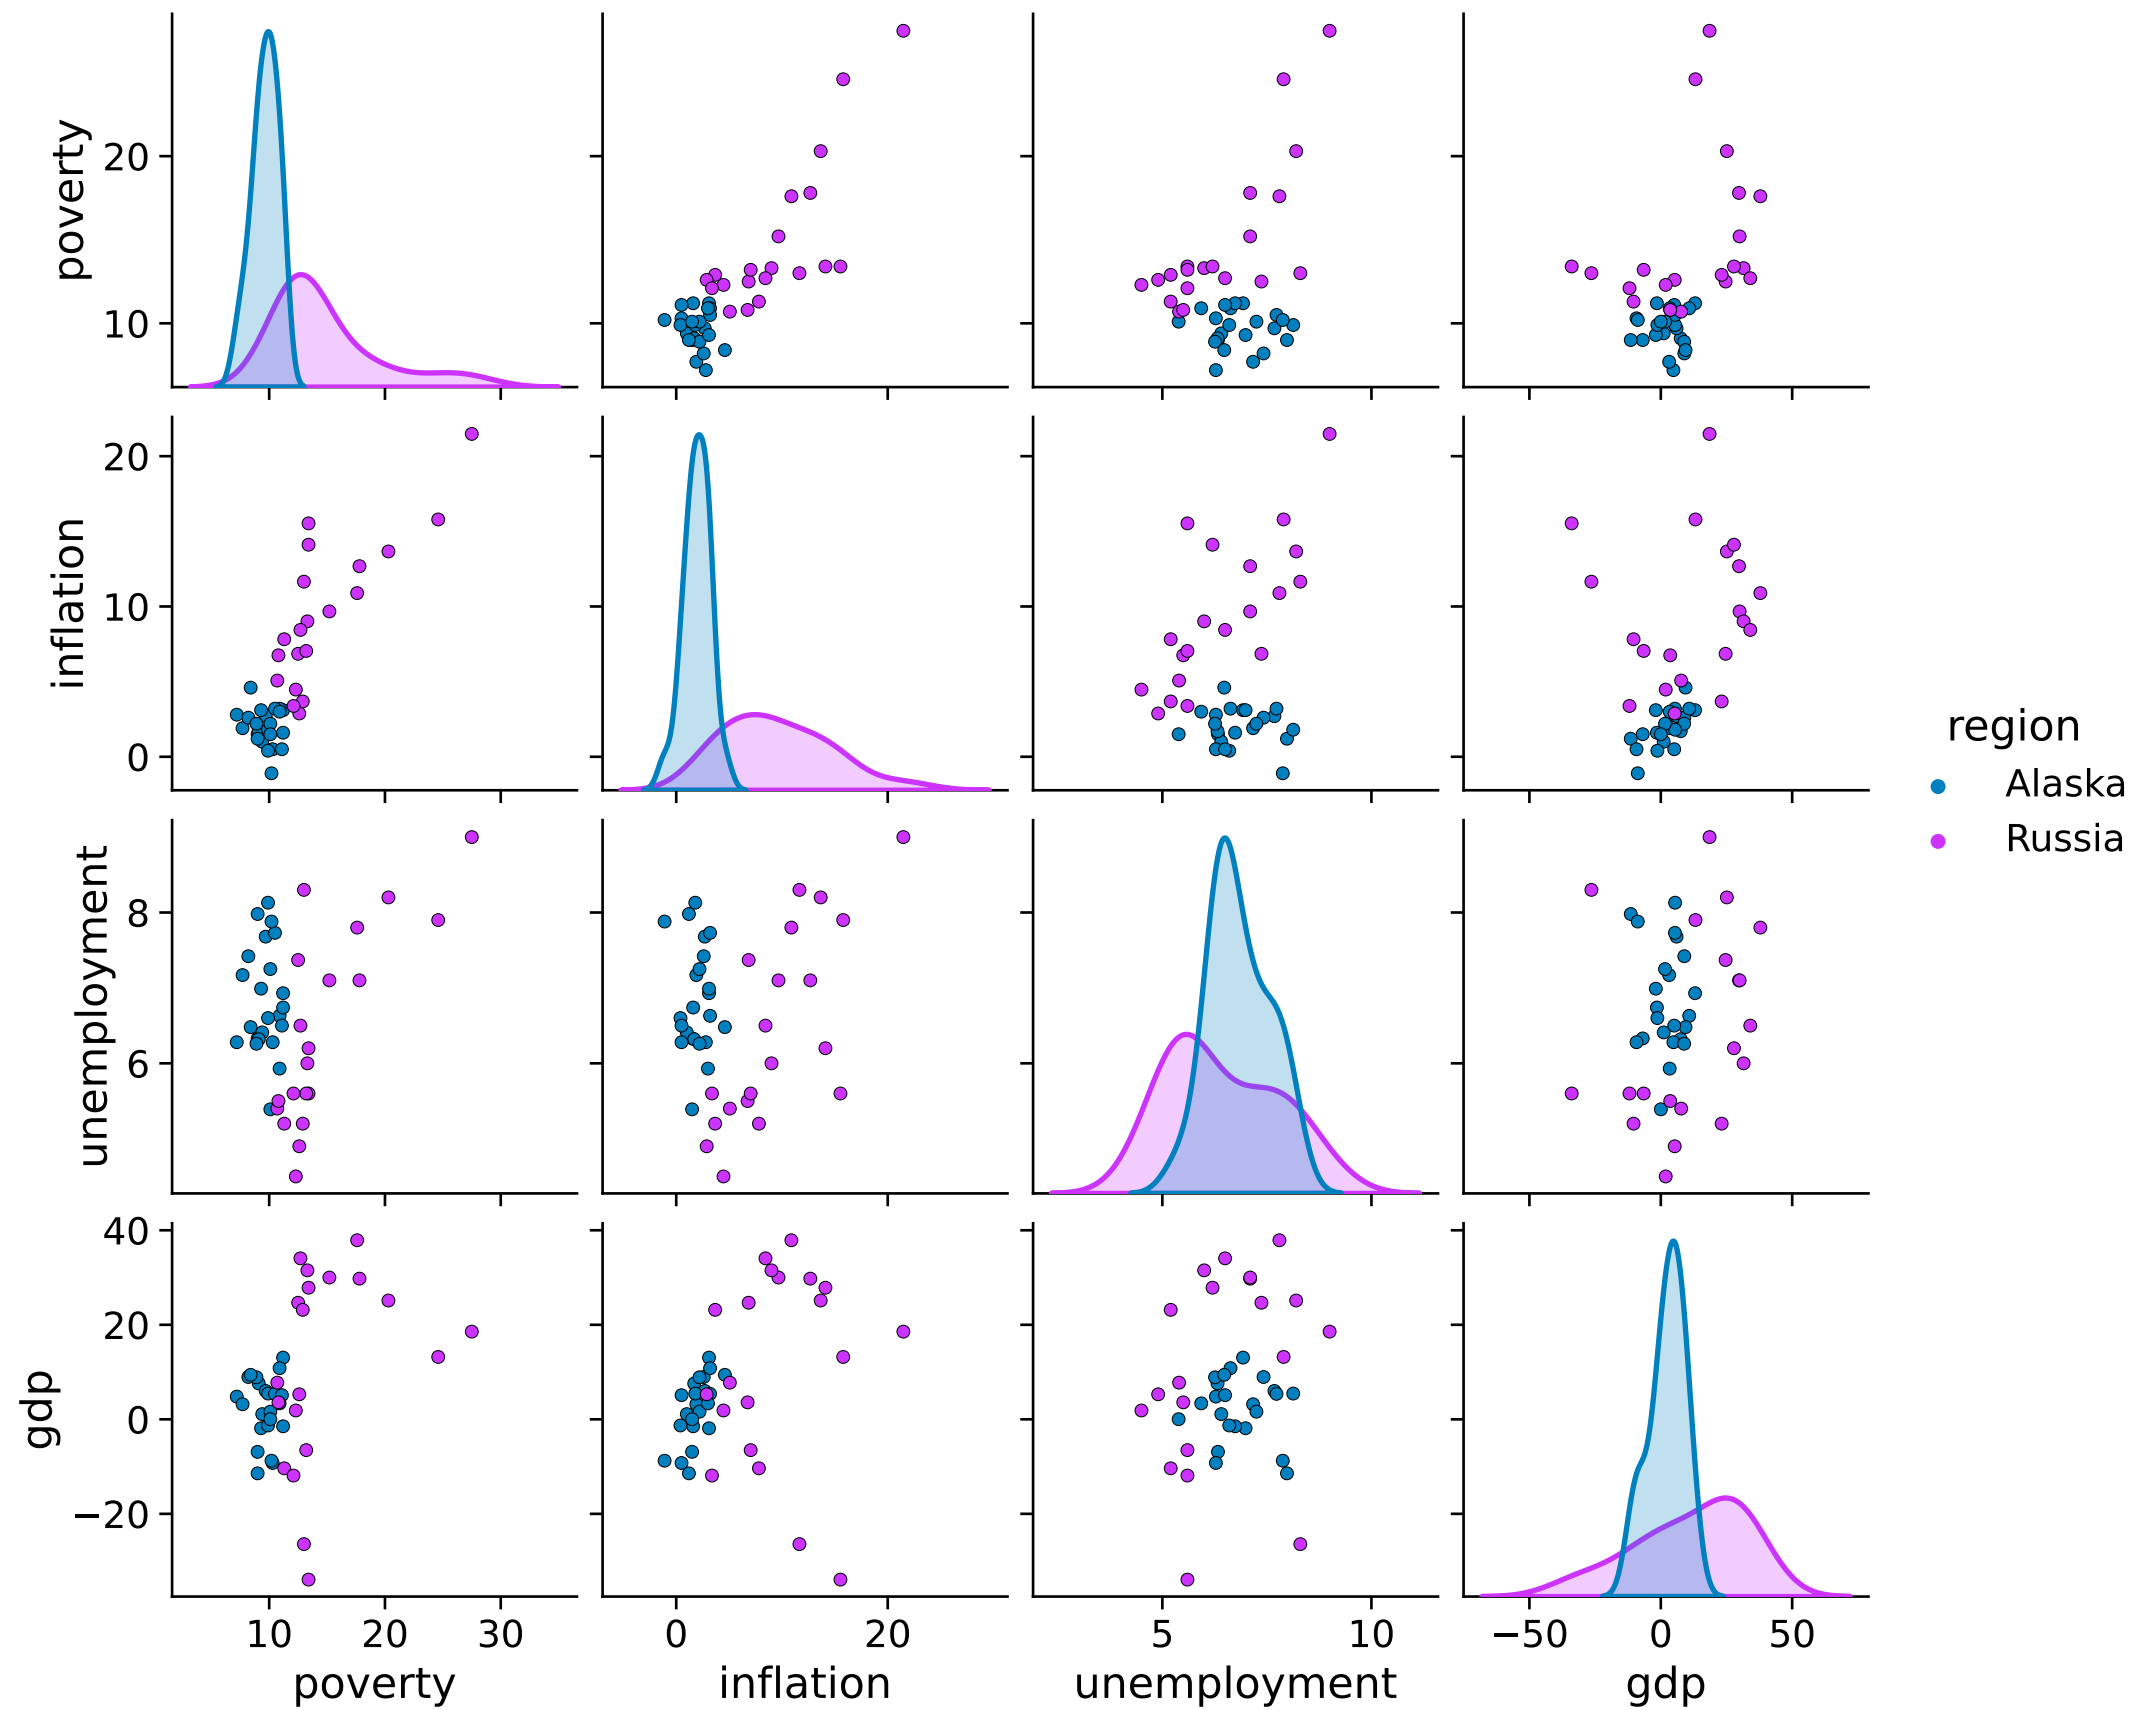 poverty
20
10
inflation
20
10
0
region
Alaska
Russia
unemployment
8
6
gdp
40
20
0
−20
10 20 30 0 20 5 10 −50 0 50
poverty inflation unemployment gdp